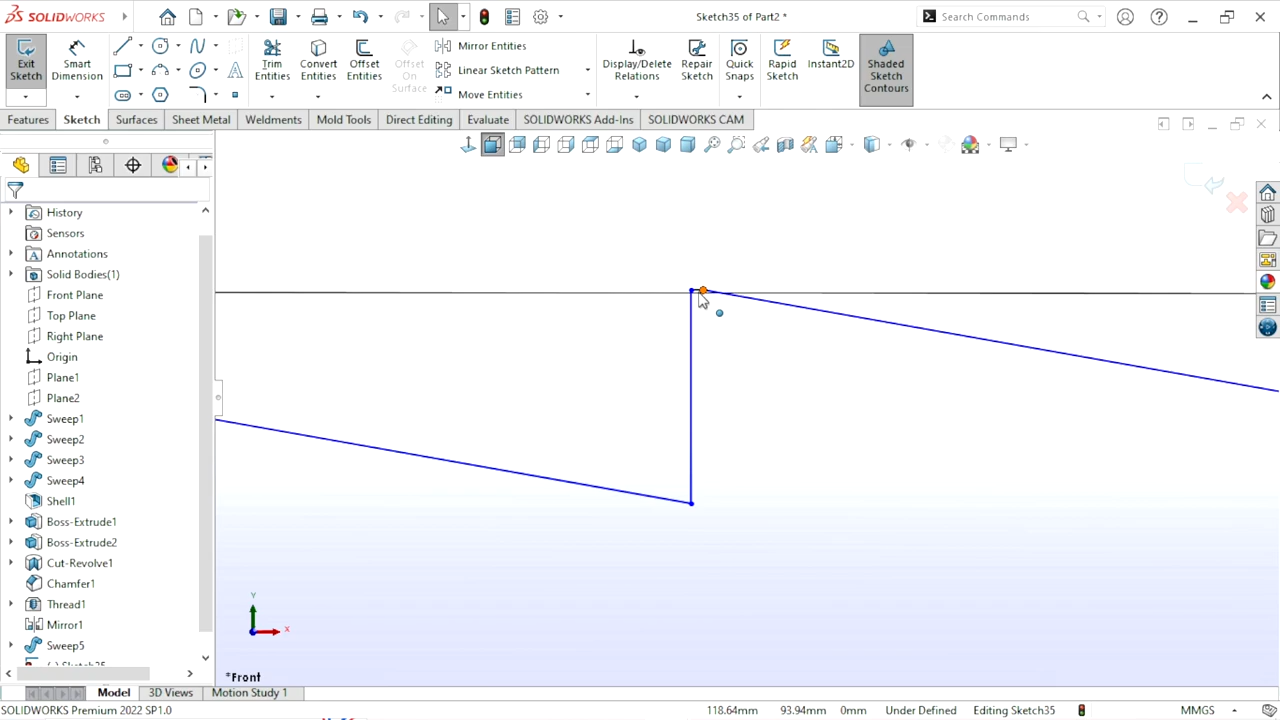 SOLIDWORKS
Sketch35 of Part2 *
Search Commands
Exit Sketch
Smart Dimension
Trim Entities
Convert Entities
Offset Entities
Offset On Surface
Mirror Entities
Linear Sketch Pattern
Move Entities
Display/Delete Relations
Repair Sketch
Quick Snaps
Rapid Sketch
Instant2D
Shaded Sketch Contours
Features
Sketch
Surfaces
Sheet Metal
Weldments
Mold Tools
Direct Editing
Evaluate
SOLIDWORKS Add-Ins
SOLIDWORKS CAM
History
Sensors
Annotations
Solid Bodies(1)
Front Plane
Top Plane
Right Plane
Origin
Plane1
Plane2
Sweep1
Sweep2
Sweep3
Sweep4
Shell1
Boss-Extrude1
Boss-Extrude2
Cut-Revolve1
Chamfer1
Thread1
Mirror1
Sweep5
(-) Sketch35
Y
X
*Front
Model
3D Views
Motion Study 1
SOLIDWORKS Premium 2022 SP1.0
118.64mm
93.94mm
0mm
Under Defined
Editing Sketch35
MMGS